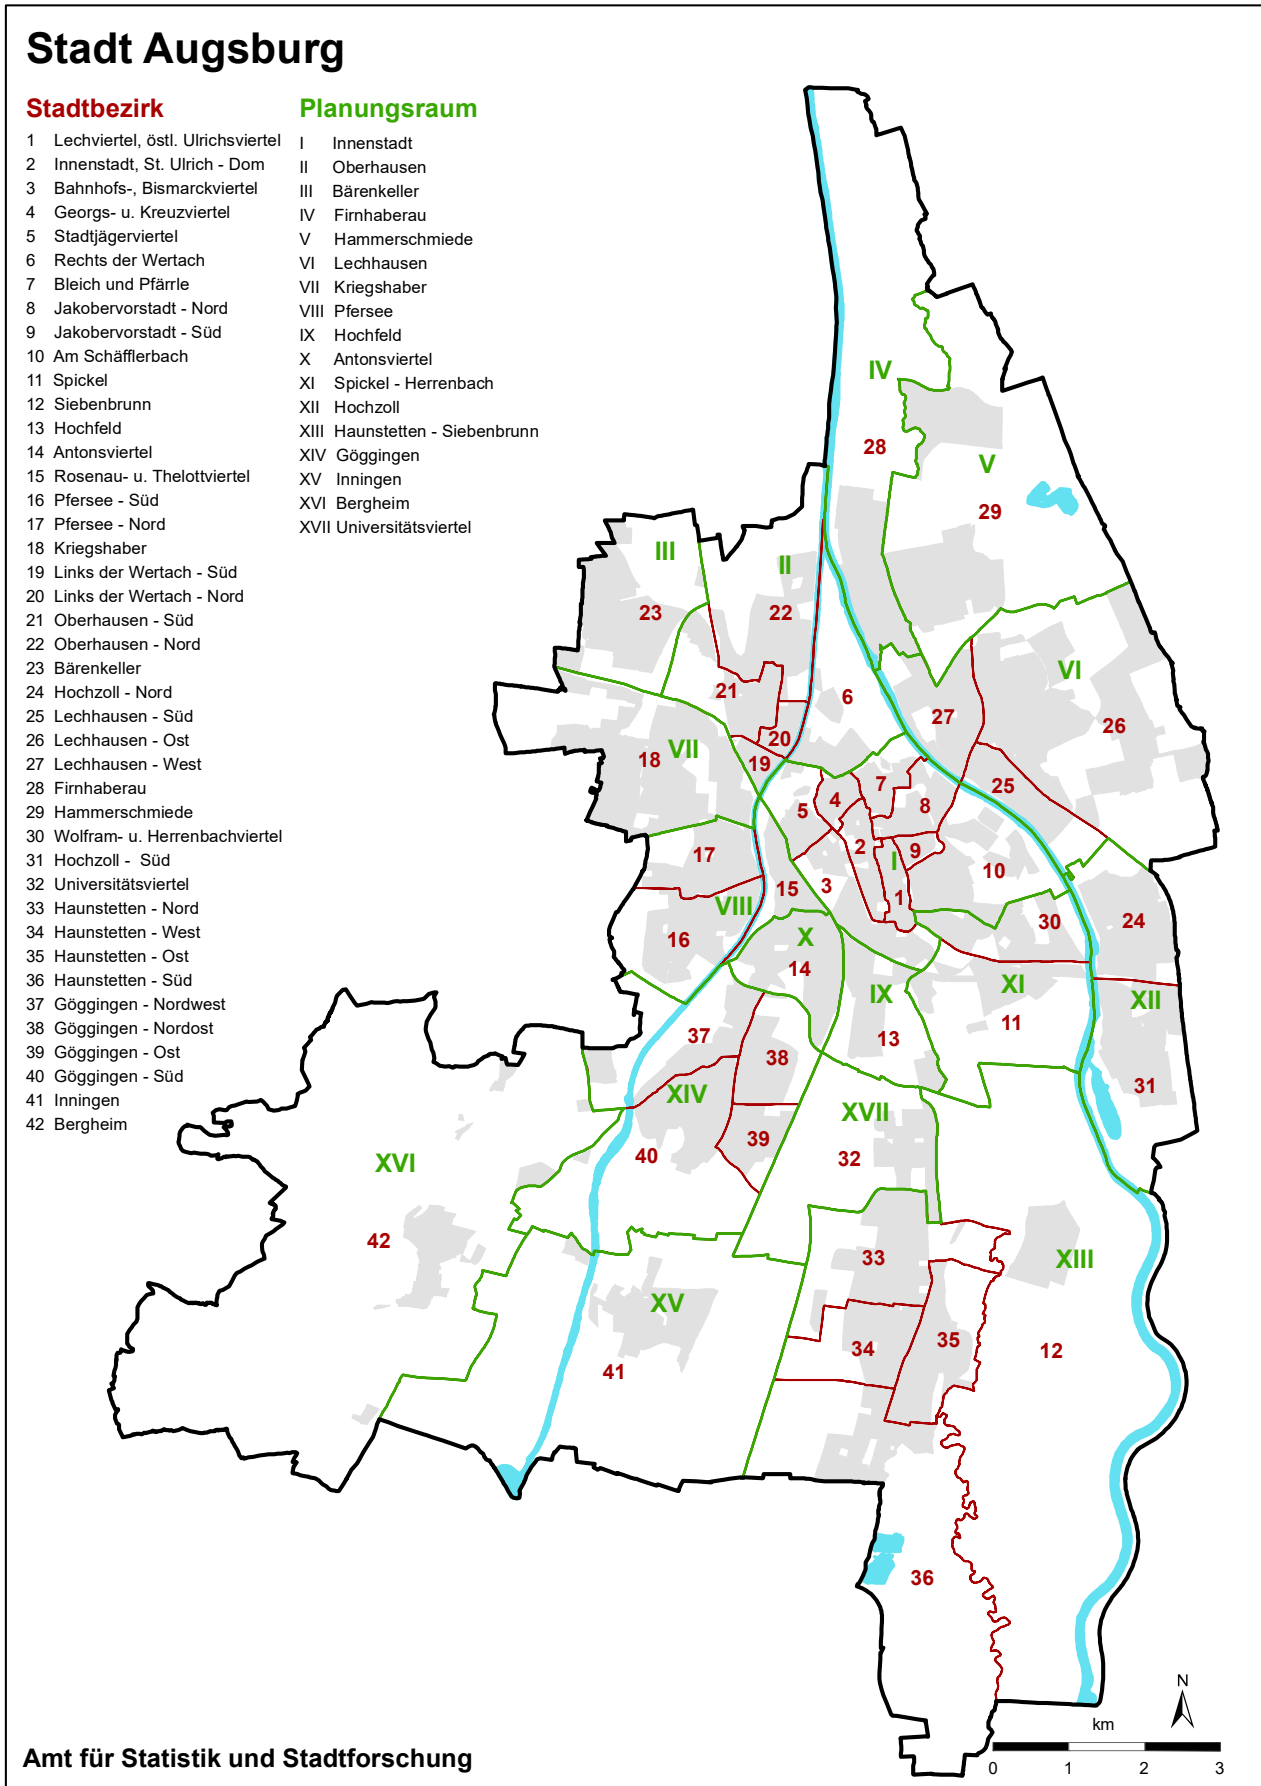 Stadt Augsburg
Stadtbezirk
1 Lechviertel, östl. Ulrichsviertel
2 Innenstadt, St. Ulrich - Dom
3 Bahnhofs-, Bismarckviertel
4 Georgs- u. Kreuzviertel
5 Stadtjägerviertel
6 Rechts der Wertach
7 Bleich und Pfärrle
8 Jakobervorstadt - Nord
9 Jakobervorstadt - Süd
10 Am Schäfflerbach
11 Spickel
12 Siebenbrunn
13 Hochfeld
14 Antonsviertel
15 Rosenau- u. Thelottviertel
16 Pfersee - Süd
17 Pfersee - Nord
18 Kriegshaber
19 Links der Wertach - Süd
20 Links der Wertach - Nord
21 Oberhausen - Süd
22 Oberhausen - Nord
23 Bärenkeller
24 Hochzoll - Nord
25 Lechhausen - Süd
26 Lechhausen - Ost
27 Lechhausen - West
28 Firnhaberau
29 Hammerschmiede
30 Wolfram- u. Herrenbachviertel
31 Hochzoll - Süd
32 Universitätsviertel
33 Haunstetten - Nord
34 Haunstetten - West
35 Haunstetten - Ost
36 Haunstetten - Süd
37 Göggingen - Nordwest
38 Göggingen - Nordost
39 Göggingen - Ost
40 Göggingen - Süd
41 Inningen
42 Bergheim
Planungsraum
I Innenstadt
II Oberhausen
III Bärenkeller
IV Firnhaberau
V Hammerschmiede
VI Lechhausen
VII Kriegshaber
VIII Pfersee
IX Hochfeld
X Antonsviertel
XI Spickel - Herrenbach
XII Hochzoll
XIII Haunstetten - Siebenbrunn
XIV Göggingen
XV Inningen
XVI Bergheim
XVII Universitätsviertel
IV
28
V
29
III
II
23
22
VI
21
6
27
26
20
VII
18
19
25
7
4
5
8
2
9
17
I
10
15
3
1
VIII
30
24
16
X
14
XI
IX
XII
11
37
13
38
31
XIV
XVII
39
40
32
XVI
42
33
XIII
XV
35
34
12
41
36
N
km
0 1 2 3
Amt für Statistik und Stadtforschung